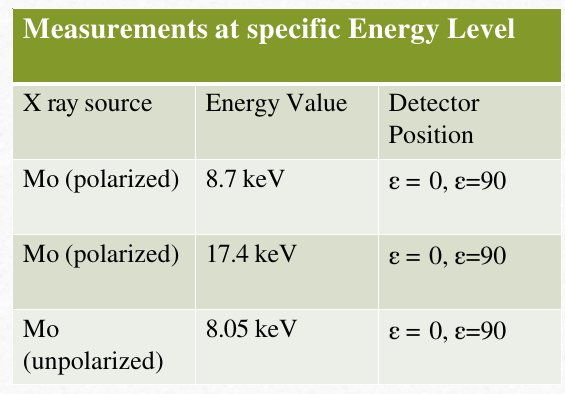 Measurements at specific Energy Level
X ray source Energy Value Detector
Position
Mo (polarized) 8.7 keV ε = 0, ε=90
Mo (polarized) 17.4 keV ε = 0, ε=90
Mo
(unpolarized) 8.05 keV ε = 0, ε=90